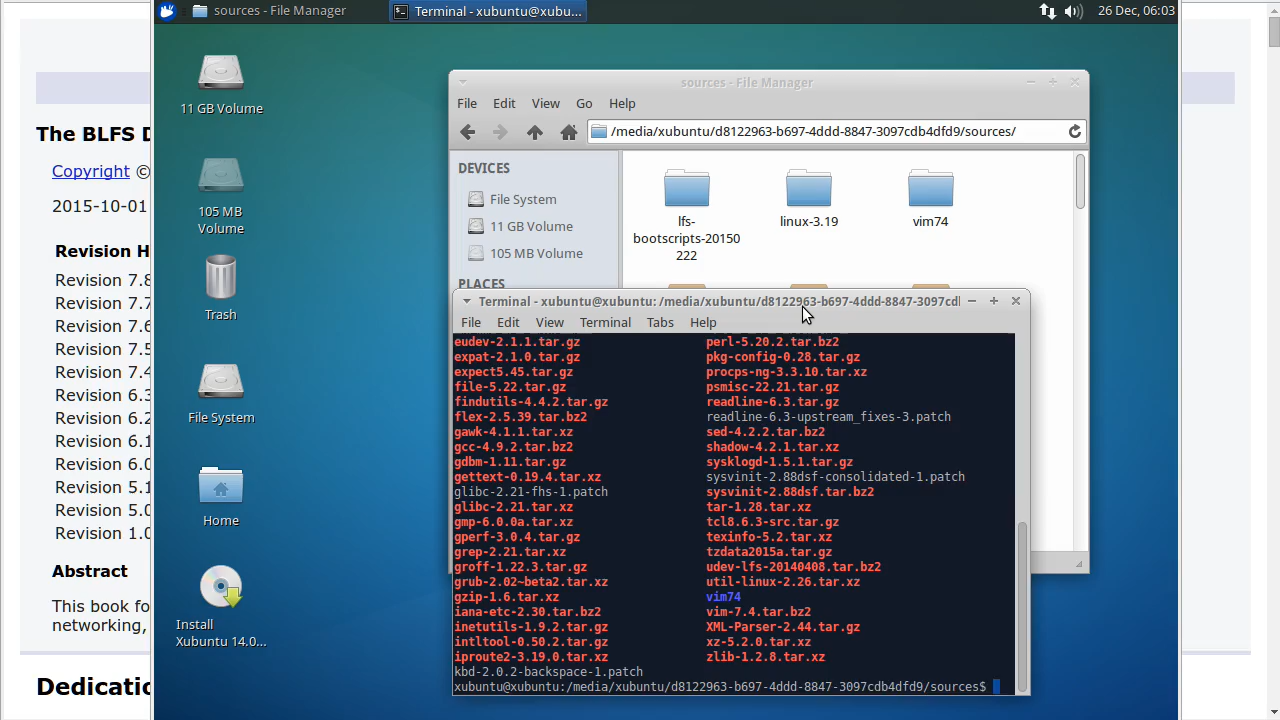 sources - File Manager
Terminal - xubuntu@xubu...
26 Dec, 06:03
The BLFS D
Copyright ©
2015-10-01
Revision H
Revision 7.8
Revision 7.7
Revision 7.6
Revision 7.5
Revision 7.4
Revision 6.3
Revision 6.2
Revision 6.1
Revision 6.0
Revision 5.1
Revision 5.0
Revision 1.0
Abstract
This book fo
networking,
Dedicatio
11 GB Volume
105 MB
Volume
Trash
File System
Home
Install
Xubuntu 14.0...
sources - File Manager
File Edit View Go Help
/media/xubuntu/d8122963-b697-4ddd-8847-3097cdb4dfd9/sources/
DEVICES
File System
11 GB Volume
105 MB Volume
PLACES
lfs-
bootscripts-20150
222
linux-3.19
vim74
Terminal - xubuntu@xubuntu: /media/xubuntu/d8122963-b697-4ddd-8847-3097cdl
File Edit View Terminal Tabs Help
eudev-2.1.1.tar.gz perl-5.20.2.tar.bz2
expat-2.1.0.tar.gz pkg-config-0.28.tar.gz
expect5.45.tar.gz procps-ng-3.3.10.tar.xz
file-5.22.tar.gz psmisc-22.21.tar.gz
findutils-4.4.2.tar.gz readline-6.3.tar.gz
flex-2.5.39.tar.bz2 readline-6.3-upstream_fixes-3.patch
gawk-4.1.1.tar.xz sed-4.2.2.tar.bz2
gcc-4.9.2.tar.bz2 shadow-4.2.1.tar.xz
gdbm-1.11.tar.gz sysklogd-1.5.1.tar.gz
gettext-0.19.4.tar.xz sysvinit-2.88dsf-consolidated-1.patch
glibc-2.21-fhs-1.patch sysvinit-2.88dsf.tar.bz2
glibc-2.21.tar.xz tar-1.28.tar.xz
gmp-6.0.0a.tar.xz tcl8.6.3-src.tar.gz
gperf-3.0.4.tar.gz texinfo-5.2.tar.xz
grep-2.21.tar.xz tzdata2015a.tar.gz
groff-1.22.3.tar.gz udev-lfs-20140408.tar.bz2
grub-2.02~beta2.tar.xz util-linux-2.26.tar.xz
gzip-1.6.tar.xz vim74
iana-etc-2.30.tar.bz2 vim-7.4.tar.bz2
inetutils-1.9.2.tar.gz XML-Parser-2.44.tar.gz
intltool-0.50.2.tar.gz xz-5.2.0.tar.xz
iproute2-3.19.0.tar.xz zlib-1.2.8.tar.xz
kbd-2.0.2-backspace-1.patch
xubuntu@xubuntu:/media/xubuntu/d8122963-b697-4ddd-8847-3097cdb4dfd9/sources$